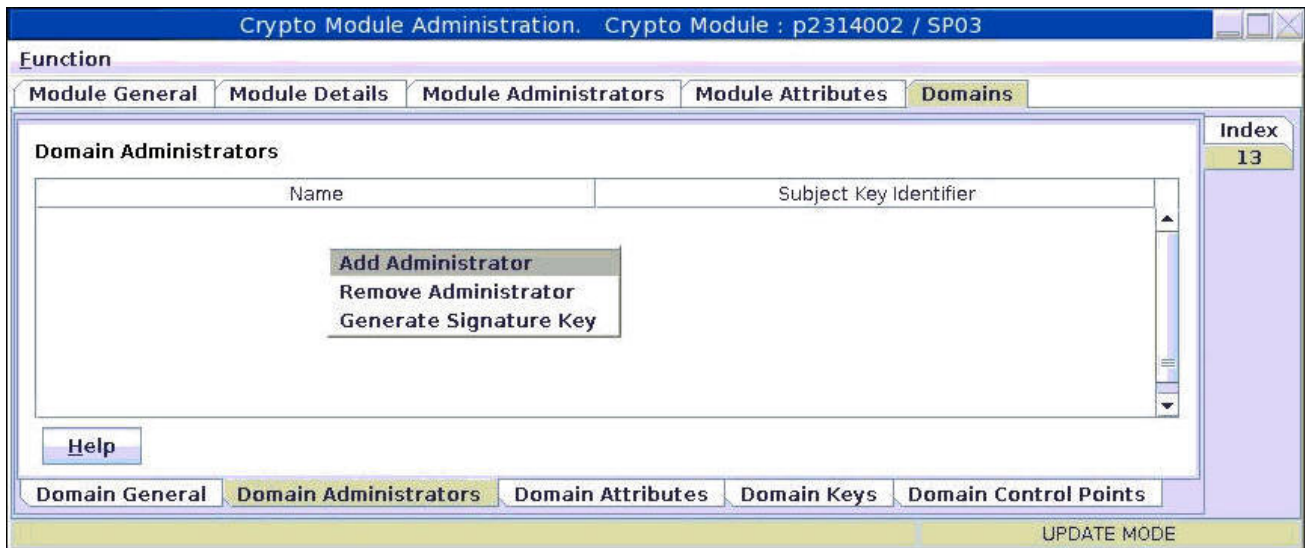 Crypto Module Administration. Crypto Module : p2314002 / SP03
Function
Module General Module Details Module Administrators Module Attributes Domains
Index
13
Domain Administrators
Name Subject Key Identifier
Add Administrator
Remove Administrator
Generate Signature Key
Help
Domain General Domain Administrators Domain Attributes Domain Keys Domain Control Points
UPDATE MODE